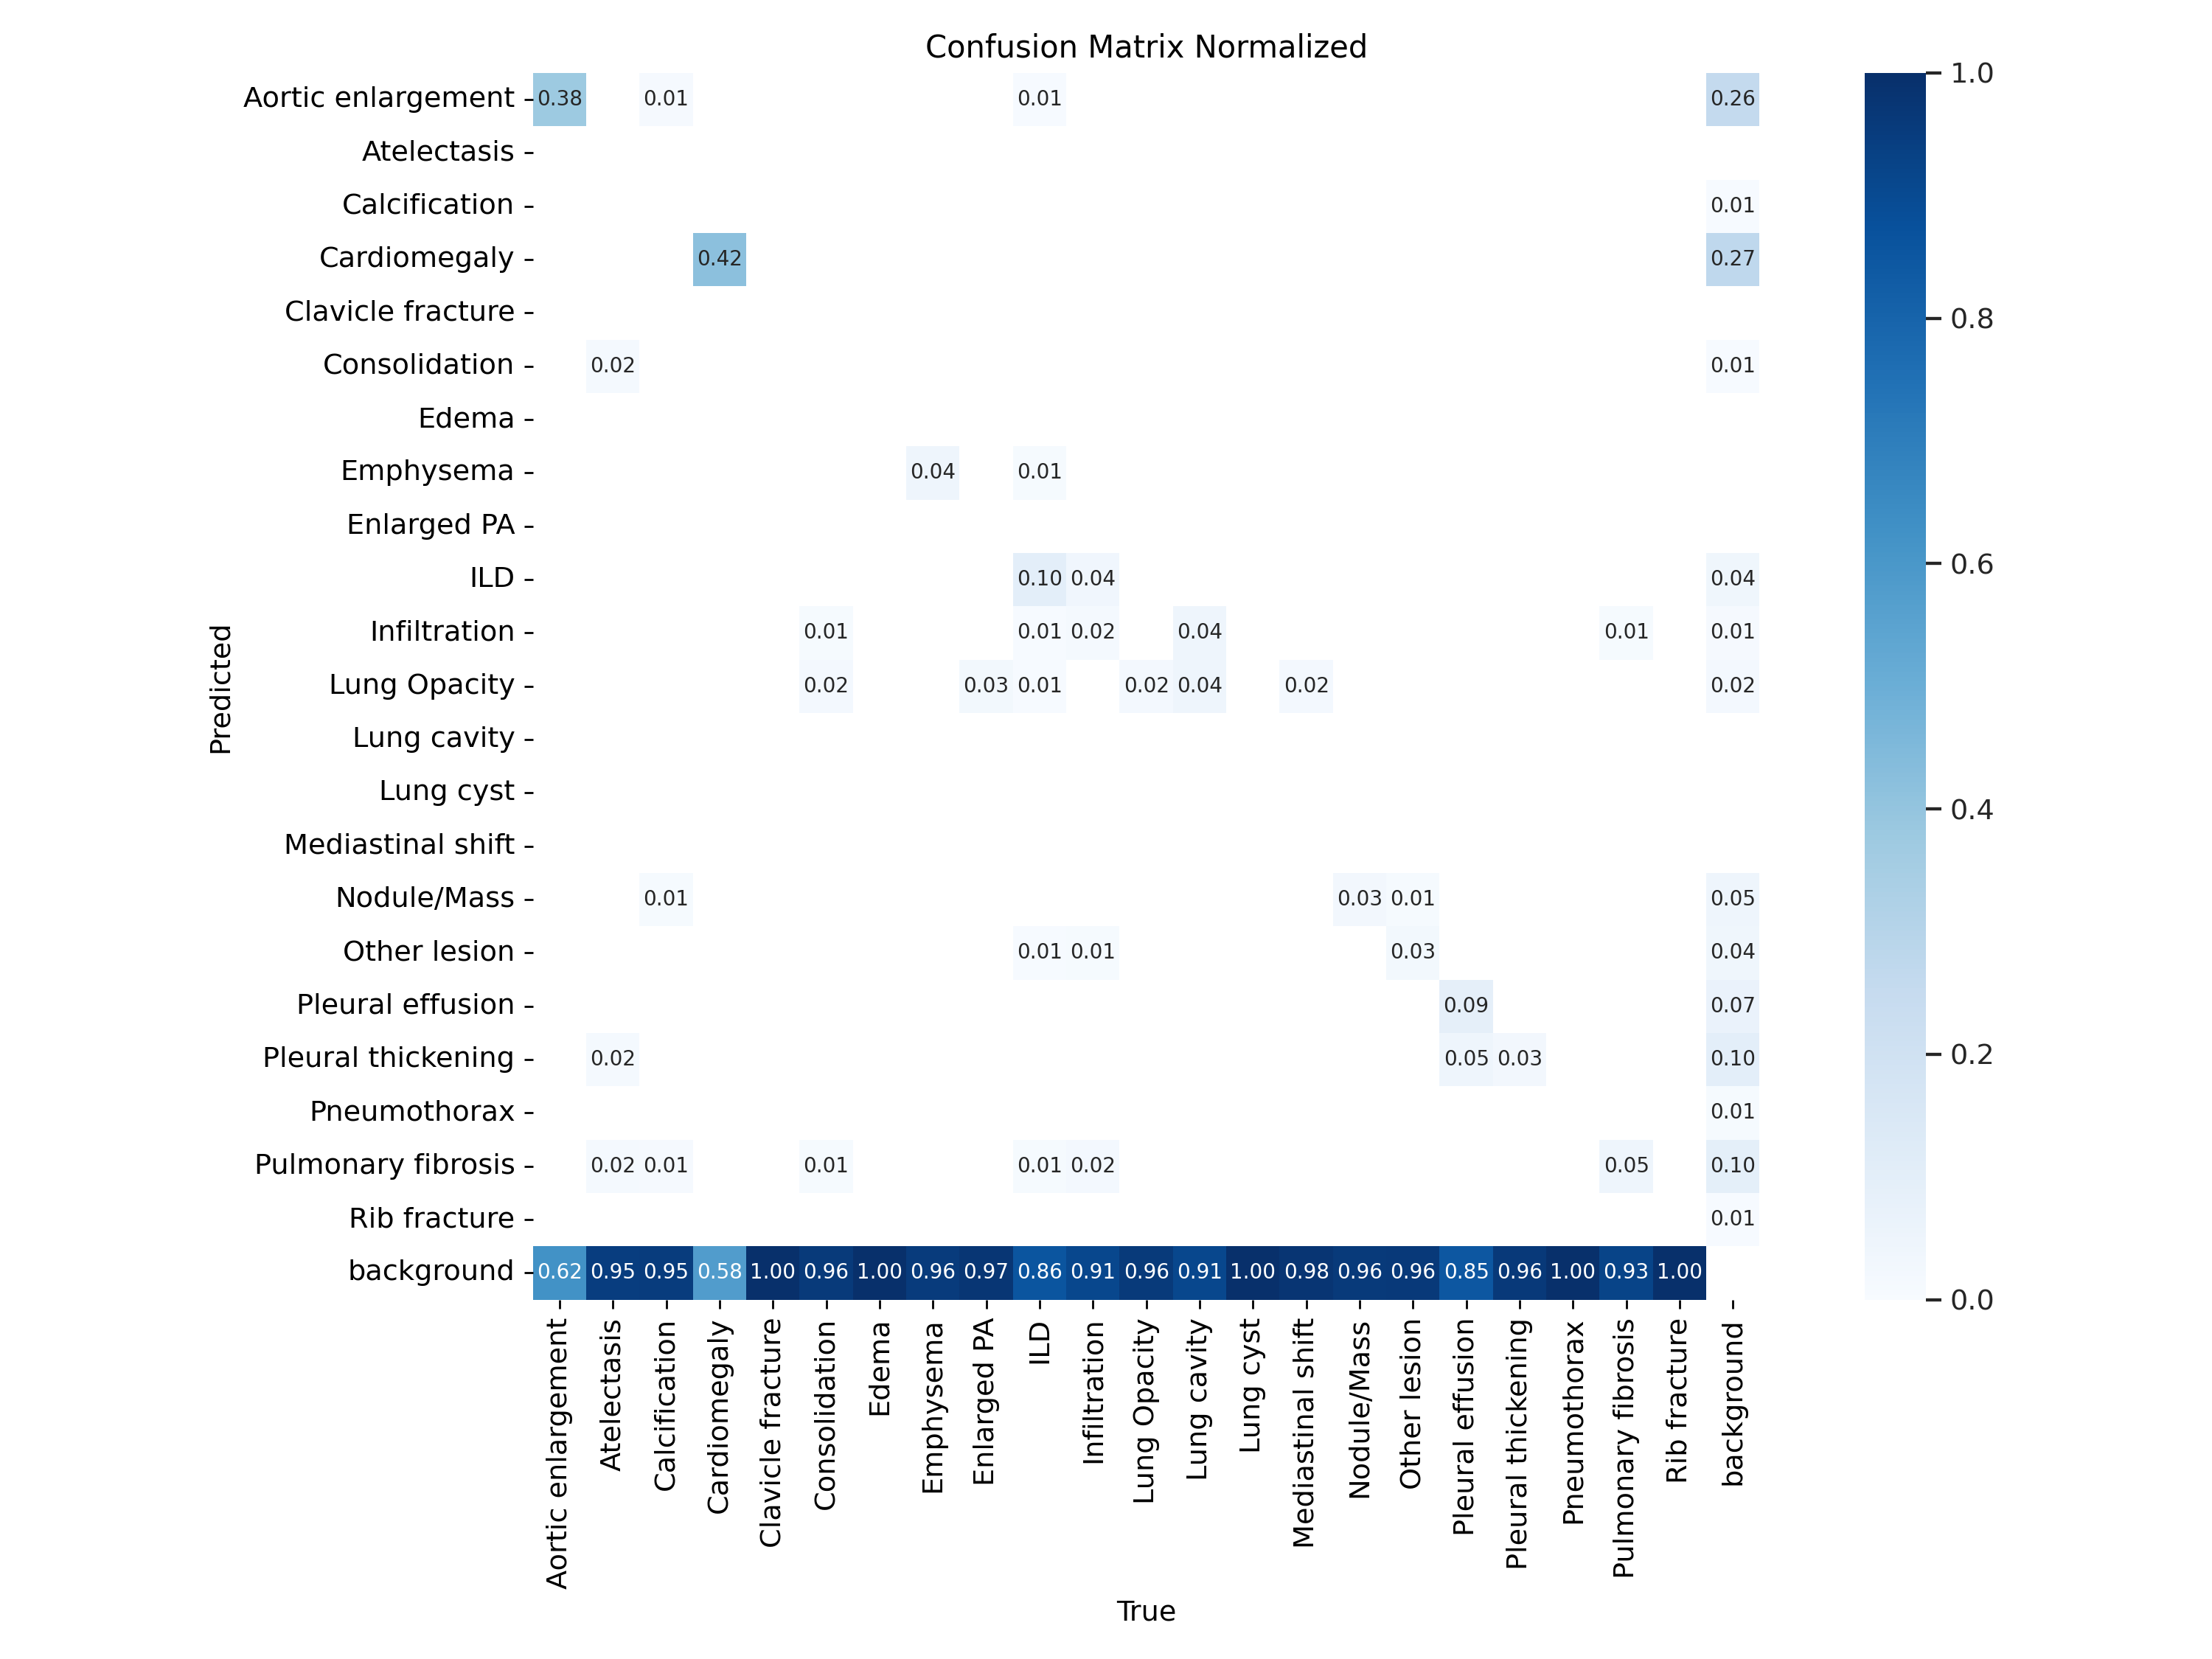 Confusion Matrix Normalized
Aortic enlargement 0.38 0.01 0.01 0.26
Atelectasis
Calcification 0.01
Cardiomegaly 0.42 0.27
Clavicle fracture
Consolidation 0.02 0.01
Edema
Emphysema 0.04 0.01
Enlarged PA
ILD 0.10 0.04 0.04
Infiltration 0.01 0.01 0.02 0.04 0.01 0.01
Lung Opacity 0.02 0.03 0.01 0.02 0.04 0.02 0.02
Lung cavity
Lung cyst
Mediastinal shift
Nodule/Mass 0.01 0.03 0.01 0.05
Other lesion 0.01 0.01 0.03 0.04
Pleural effusion 0.09 0.07
Pleural thickening 0.02 0.05 0.03 0.10
Pneumothorax 0.01
Pulmonary fibrosis 0.02 0.01 0.01 0.01 0.02 0.05 0.10
Rib fracture 0.01
background 0.62 0.95 0.95 0.58 1.00 0.96 1.00 0.96 0.97 0.86 0.91 0.96 0.91 1.00 0.98 0.96 0.96 0.85 0.96 1.00 0.93 1.00
Predicted
Aortic enlargement
Atelectasis
Calcification
Cardiomegaly
Clavicle fracture
Consolidation
Edema
Emphysema
Enlarged PA
ILD
Infiltration
Lung Opacity
Lung cavity
Lung cyst
Mediastinal shift
Nodule/Mass
Other lesion
Pleural effusion
Pleural thickening
Pneumothorax
Pulmonary fibrosis
Rib fracture
background
True
1.0
0.8
0.6
0.4
0.2
0.0